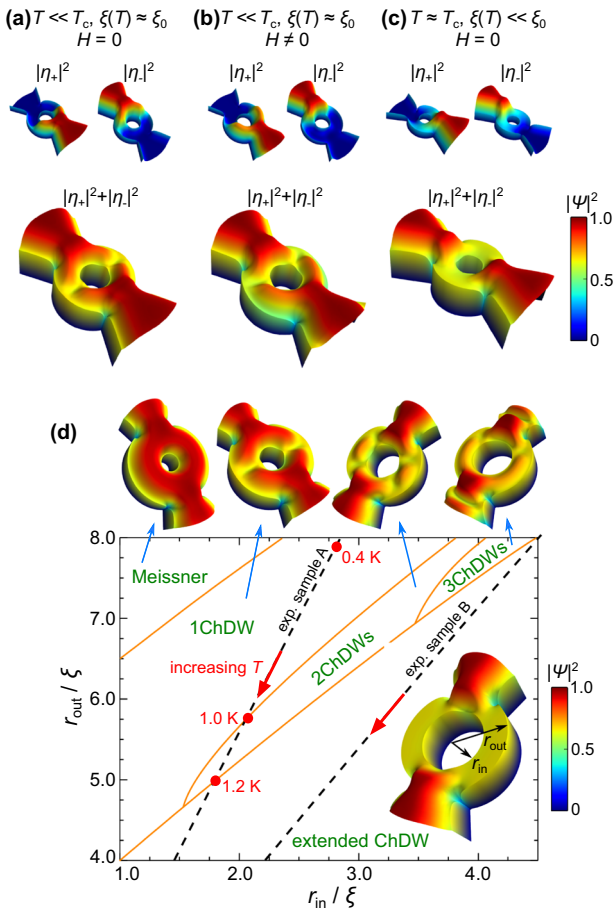 (a) T << Tc, ξ(T) ≈ ξ0
H = 0
(b) T << Tc, ξ(T) ≈ ξ0
H ≠ 0
(c) T ≈ Tc, ξ(T) << ξ0
H = 0
|η+|² |η-|²
|η+|² |η-|²
|η+|² |η-|²
|η+|²+|η-|²
|η+|²+|η-|²
|η+|²+|η-|²
|Ψ|²
1.0
0.5
0
(d)
8.0
7.0
6.0
5.0
4.0
rout / ξ
1.0 2.0 3.0 4.0
rin / ξ
Meissner
1ChDW
exp. sample A
0.4 K
increasing T
1.0 K
1.2 K
2ChDWs
3ChDWs
exp. sample B
extended ChDW
rout
rin
|Ψ|²
1.0
0.5
0